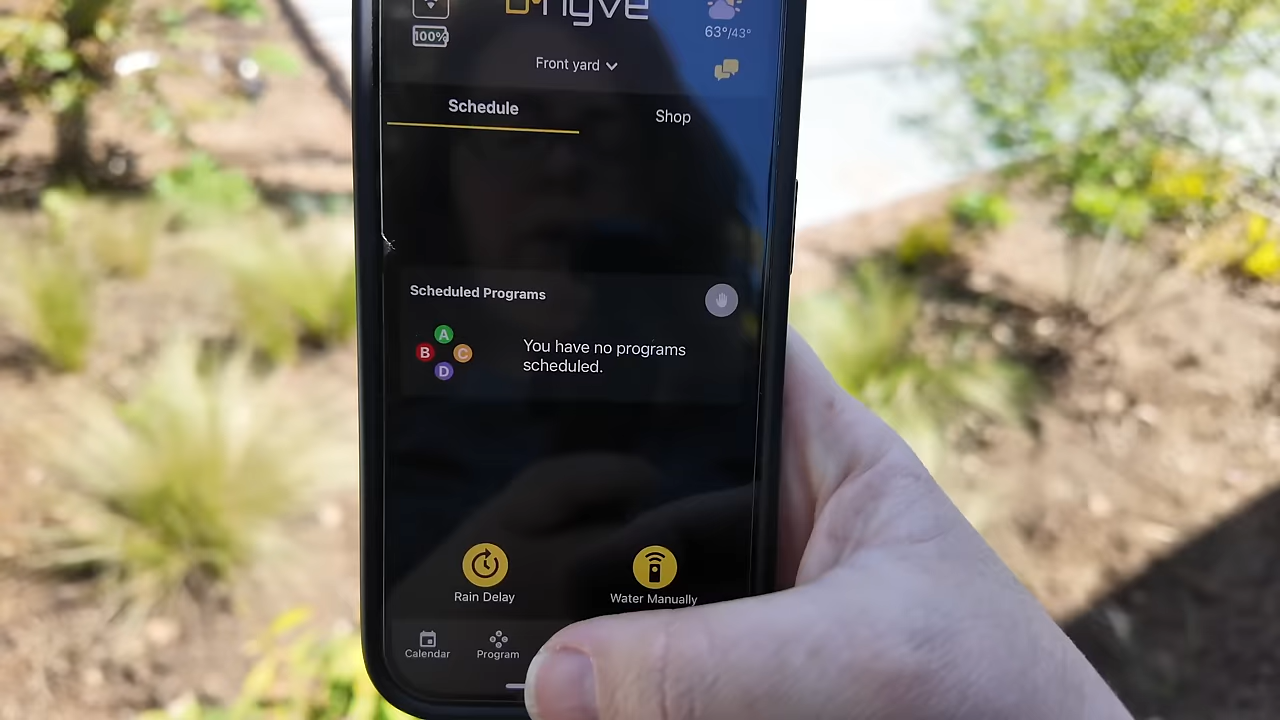 b•hyve
100%
63°/43°
Front yard
Schedule
Shop
Scheduled Programs
A
B
C
D
You have no programs
scheduled.
Rain Delay
Water Manually
Calendar
Program